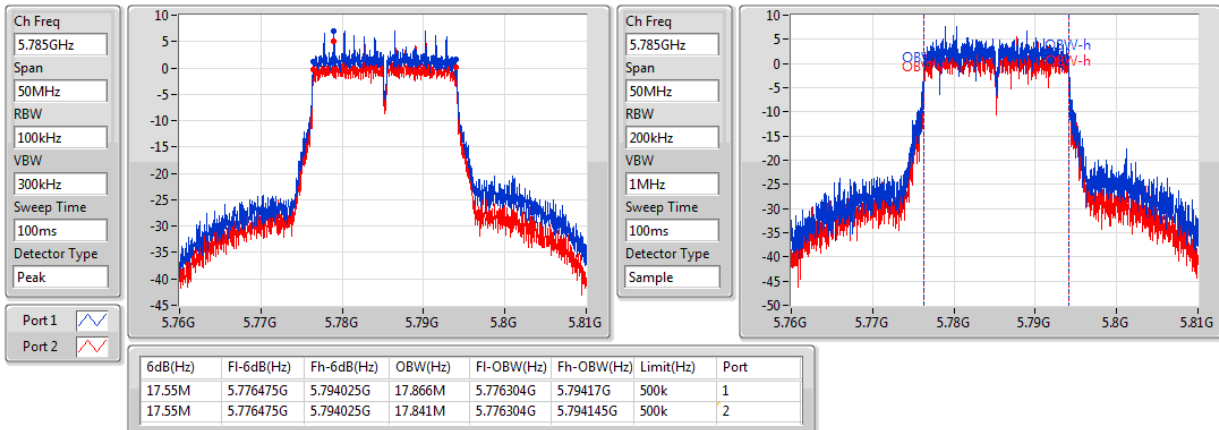 Ch Freq
5.785GHz
Span
50MHz
RBW
100kHz
VBW
300kHz
Sweep Time
100ms
Detector Type
Peak
Port 1
Port 2
10
5
0
-5
-10
-15
-20
-25
-30
-35
-40
-45
5.76G 5.77G 5.78G 5.79G 5.8G 5.81G
Ch Freq
5.785GHz
Span
50MHz
RBW
200kHz
VBW
1MHz
Sweep Time
100ms
Detector Type
Sample
10
5
0
-5
-10
-15
-20
-25
-30
-35
-40
-45
-50
OBW-h
OBW-h
5.76G 5.77G 5.78G 5.79G 5.8G 5.81G
6dB(Hz) Fl-6dB(Hz) Fh-6dB(Hz) OBW(Hz) Fl-OBW(Hz) Fh-OBW(Hz) Limit(Hz) Port
17.55M 5.776475G 5.794025G 17.866M 5.776304G 5.79417G 500k 1
17.55M 5.776475G 5.794025G 17.841M 5.776304G 5.794145G 500k 2